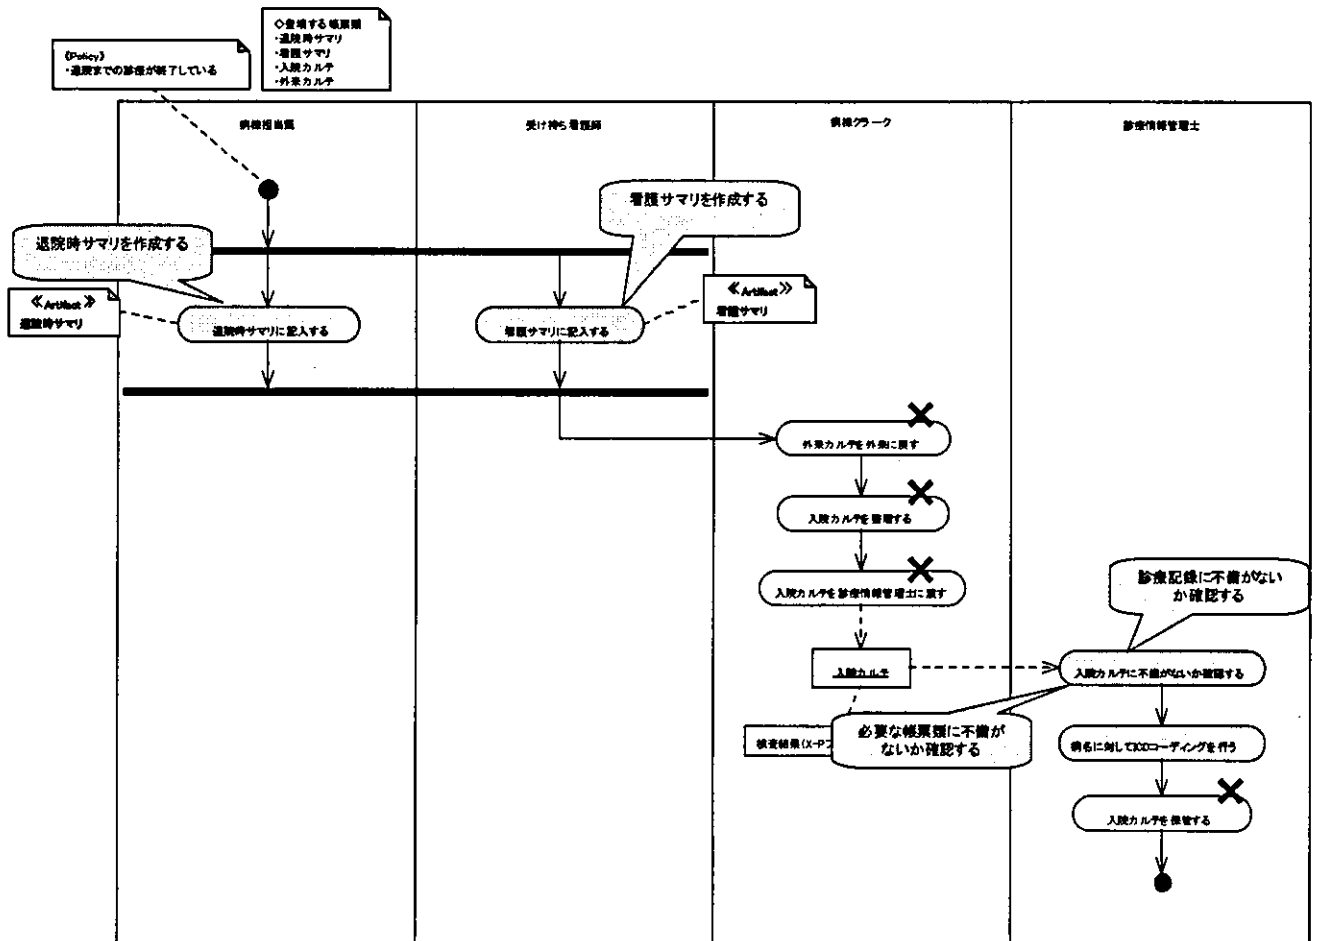 ◇登場する帳票類
・退院時サマリ
・看護サマリ
・入院カルテ
・外来カルテ
《Policy》
・退院までの診療が終了している
病棟担当医
受け持ち看護師
病棟クラーク
診療情報管理士
看護サマリを作成する
退院時サマリを作成する
≪Artifact≫
退院時サマリ
退院時サマリに記入する
看護サマリに記入する
≪Artifact≫
看護サマリ
外来カルテを外来に戻す
入院カルテを整理する
入院カルテを診療情報管理士に戻す
診療記録に不備がない
か確認する
入院カルテ
入院カルテに不備がないか確認する
検査結果(X-P
必要な帳票類に不備が
ないか確認する
病名に対してICDコーディングを行う
入院カルテを保管する